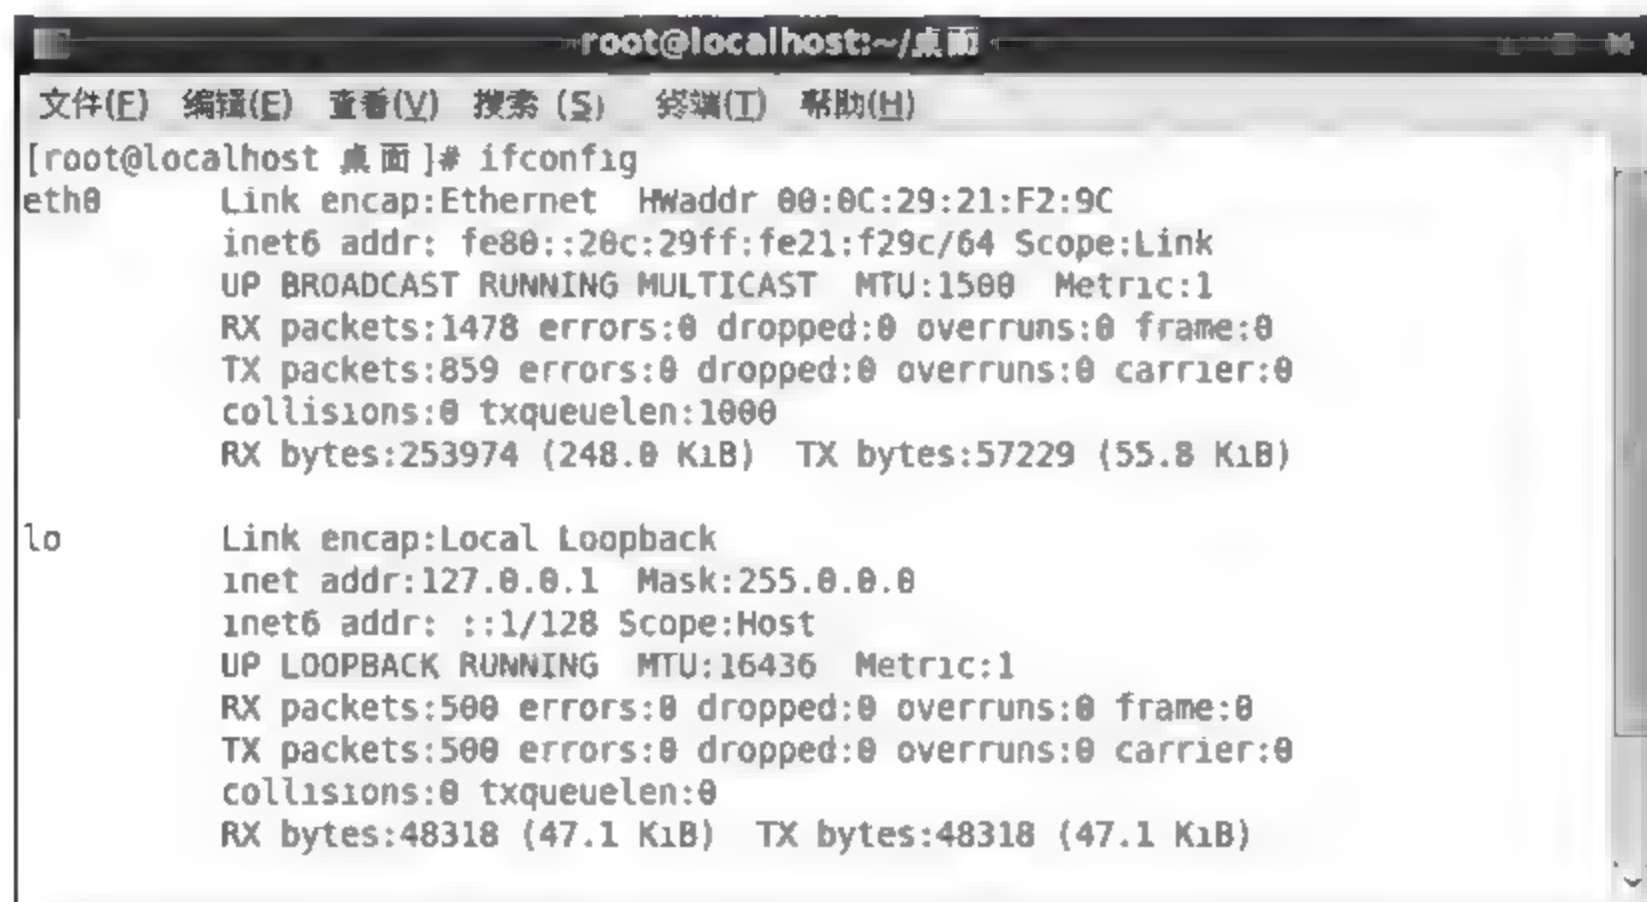 root@localhost:~/桌面
文件(F) 编辑(E) 查看(V) 搜索 (S) 终端(T) 帮助(H)
[root@localhost 桌面]# ifconfig
eth0 Link encap:Ethernet HWaddr 00:0C:29:21:F2:9C
inet6 addr: fe80::20c:29ff:fe21:f29c/64 Scope:Link
UP BROADCAST RUNNING MULTICAST MTU:1500 Metric:1
RX packets:1478 errors:0 dropped:0 overruns:0 frame:0
TX packets:859 errors:0 dropped:0 overruns:0 carrier:0
collisions:0 txqueuelen:1000
RX bytes:253974 (248.0 KiB) TX bytes:57229 (55.8 KiB)
lo Link encap:Local Loopback
inet addr:127.0.0.1 Mask:255.0.0.0
inet6 addr: ::1/128 Scope:Host
UP LOOPBACK RUNNING MTU:16436 Metric:1
RX packets:500 errors:0 dropped:0 overruns:0 frame:0
TX packets:500 errors:0 dropped:0 overruns:0 carrier:0
collisions:0 txqueuelen:0
RX bytes:48318 (47.1 KiB) TX bytes:48318 (47.1 KiB)